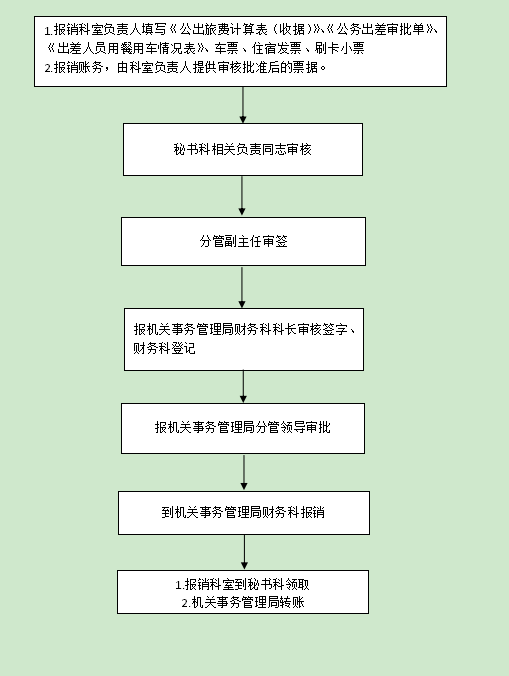 1.报销科室负责人填写《公出旅费计算表（收据）》、《公务出差审批单》、
《出差人员用餐用车情况表》、车票、住宿发票、刷卡小票
2.报销账务，由科室负责人提供审核批准后的票据。
秘书科相关负责同志审核
分管副主任审签
报机关事务管理局财务科科长审核签字、
财务科登记
报机关事务管理局分管领导审批
到机关事务管理局财务科报销
1.报销科室到秘书科领取
2.机关事务管理局转账